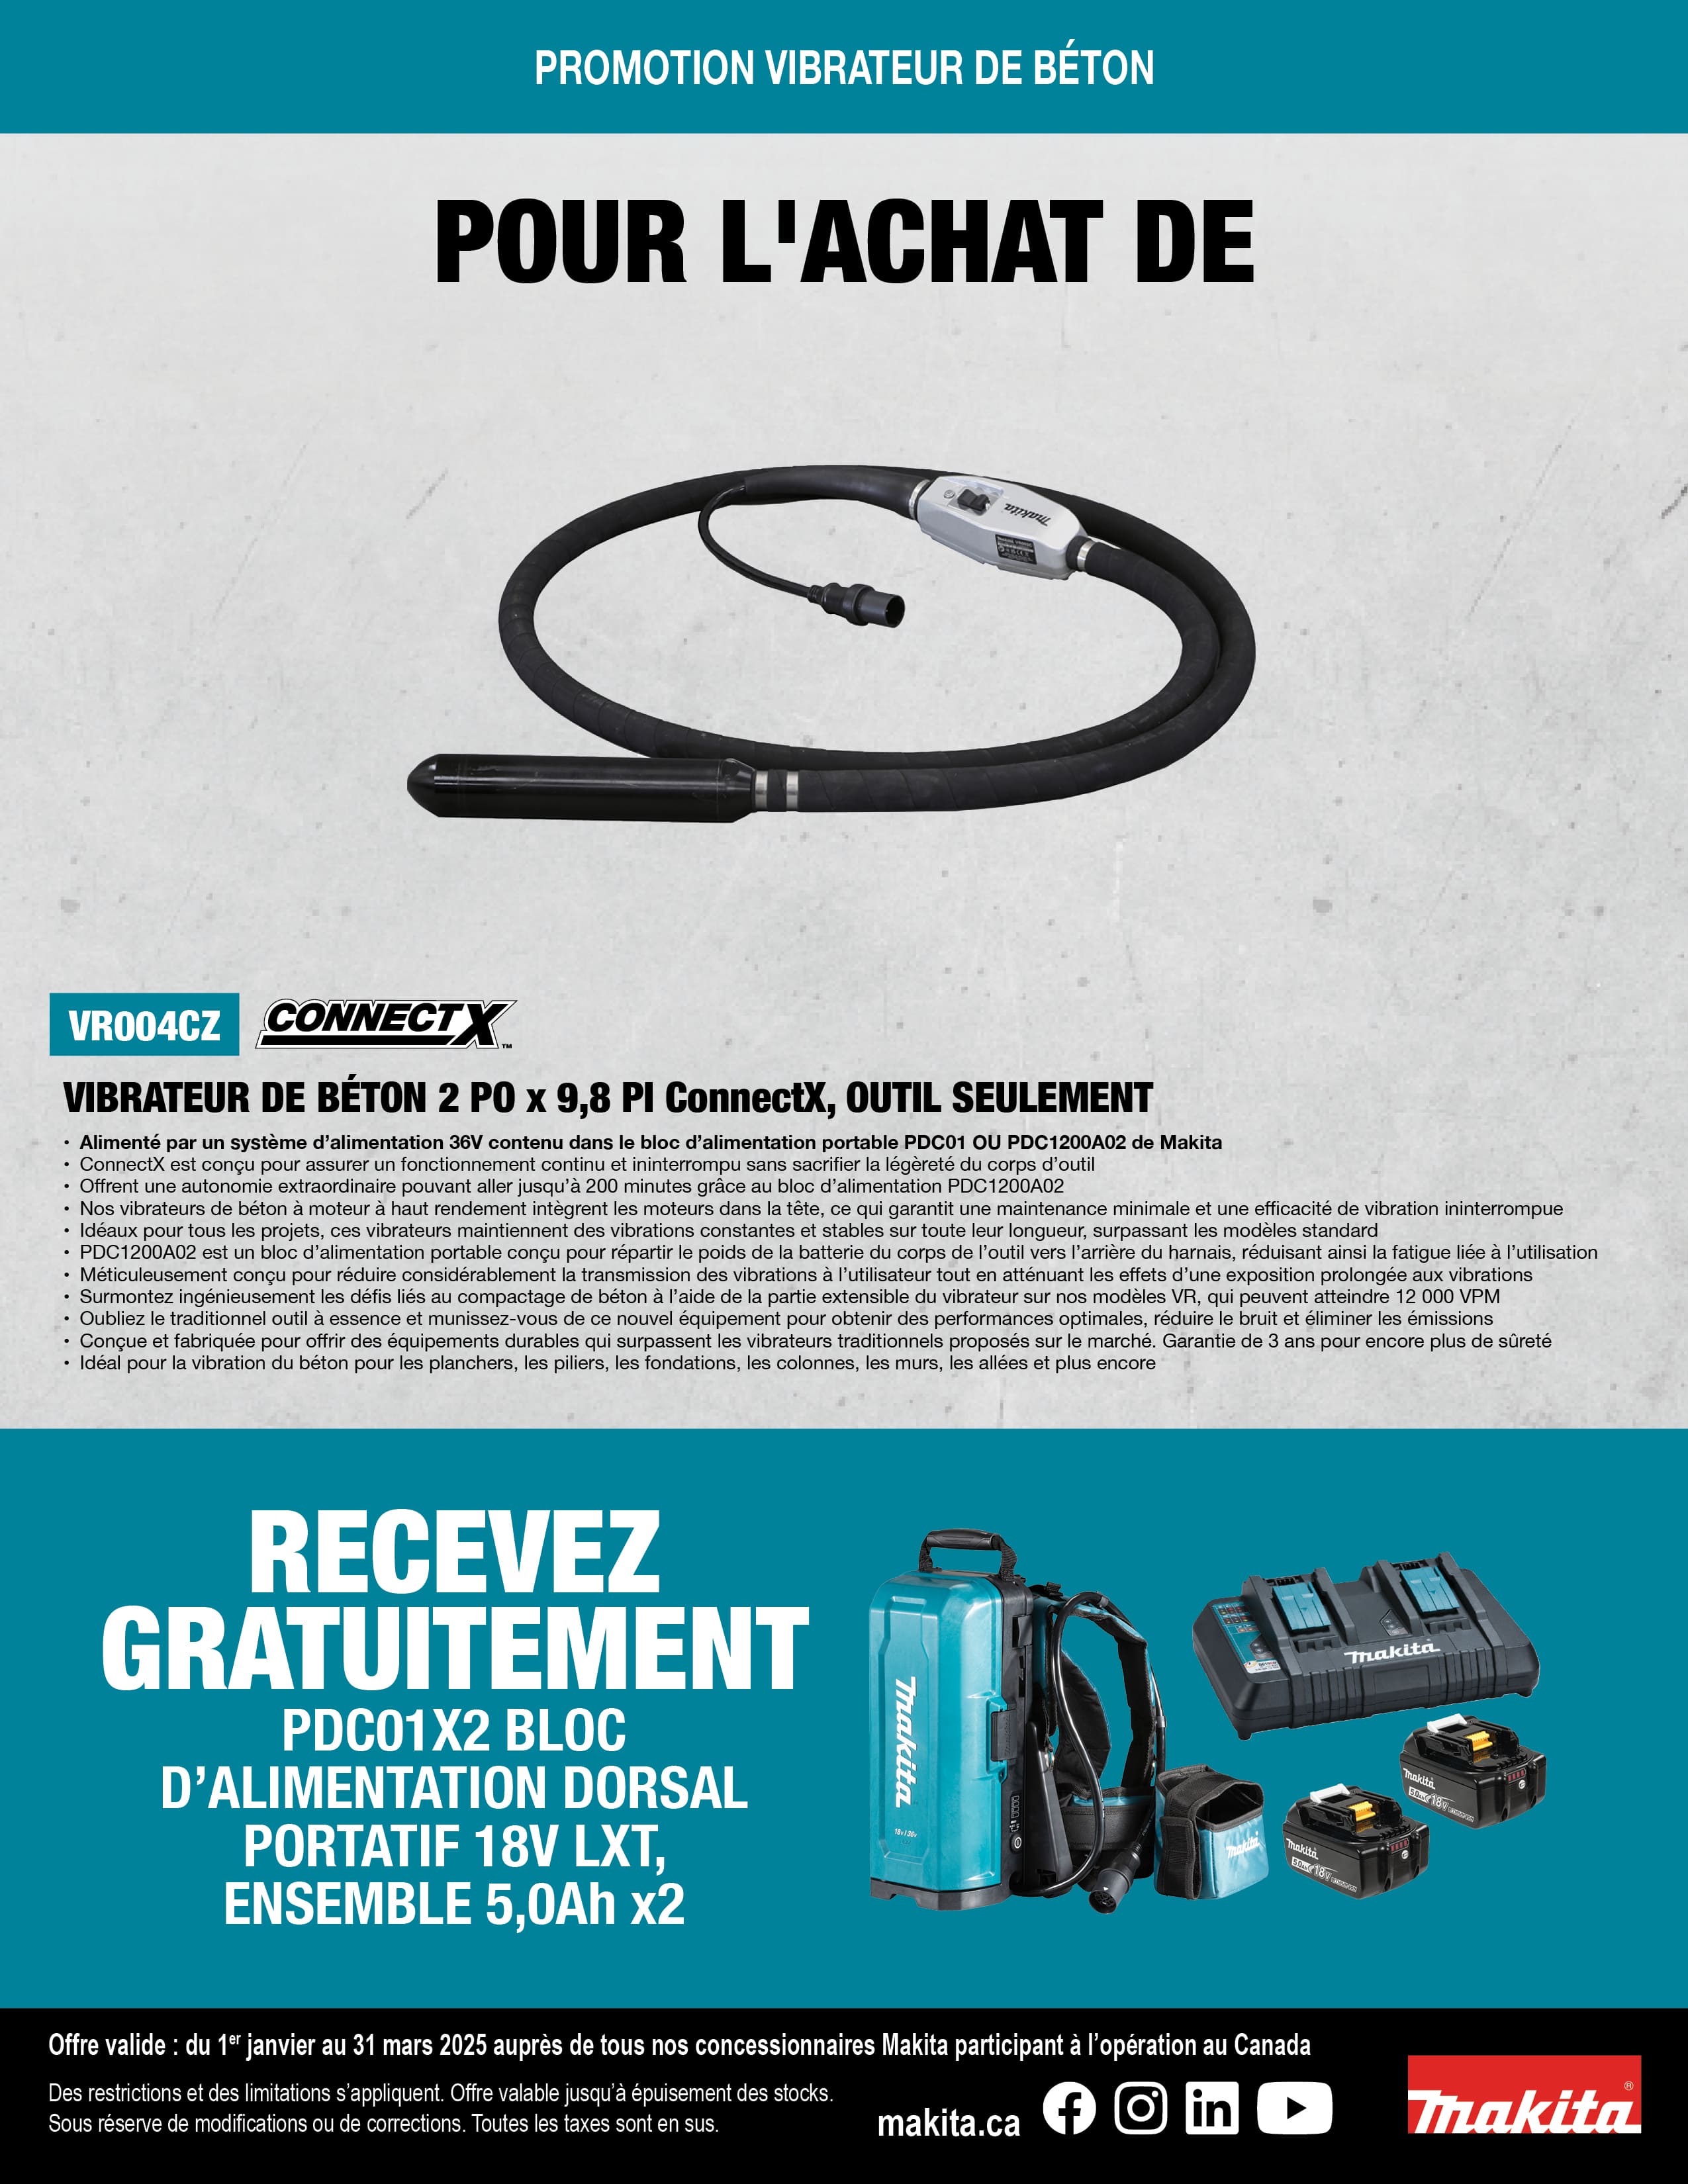 PROMOTION VIBRATEUR DE BÉTON
POUR L'ACHAT DE
makita
VR004CZ
CONNECTX™
VIBRATEUR DE BÉTON 2 PO x 9,8 PI ConnectX, OUTIL SEULEMENT
• Alimenté par un système d’alimentation 36V contenu dans le bloc d’alimentation portable PDC01 OU PDC1200A02 de Makita
• ConnectX est conçu pour assurer un fonctionnement continu et ininterrompu sans sacrifier la légèreté du corps d’outil
• Offrent une autonomie extraordinaire pouvant aller jusqu’à 200 minutes grâce au bloc d’alimentation PDC1200A02
• Nos vibrateurs de béton à moteur à haut rendement intègrent les moteurs dans la tête, ce qui garantit une maintenance minimale et une efficacité de vibration ininterrompue
• Idéaux pour tous les projets, ces vibrateurs maintiennent des vibrations constantes et stables sur toute leur longueur, surpassant les modèles standard
• PDC1200A02 est un bloc d’alimentation portable conçu pour répartir le poids de la batterie du corps de l’outil vers l’arrière du harnais, réduisant ainsi la fatigue liée à l’utilisation
• Méticuleusement conçu pour réduire considérablement la transmission des vibrations à l’utilisateur tout en atténuant les effets d’une exposition prolongée aux vibrations
• Surmontez ingénieusement les défis liés au compactage de béton à l’aide de la partie extensible du vibrateur sur nos modèles VR, qui peuvent atteindre 12 000 VPM
• Oubliez le traditionnel outil à essence et munissez-vous de ce nouvel équipement pour obtenir des performances optimales, réduire le bruit et éliminer les émissions
• Conçue et fabriquée pour offrir des équipements durables qui surpassent les vibrateurs traditionnels proposés sur le marché. Garantie de 3 ans pour encore plus de sûreté
• Idéal pour la vibration du béton pour les planchers, les piliers, les fondations, les colonnes, les murs, les allées et plus encore
RECEVEZ
GRATUITEMENT
PDC01X2 BLOC
D’ALIMENTATION DORSAL
PORTATIF 18V LXT,
ENSEMBLE 5,0Ah x2
makita
18v / 36v
makita
makita
makita
5.0Ah 18V
makita
5.0Ah 18V
Offre valide : du 1er janvier au 31 mars 2025 auprès de tous nos concessionnaires Makita participant à l’opération au Canada
Des restrictions et des limitations s’appliquent. Offre valable jusqu’à épuisement des stocks.
Sous réserve de modifications ou de corrections. Toutes les taxes sont en sus.
makita.ca
makita®